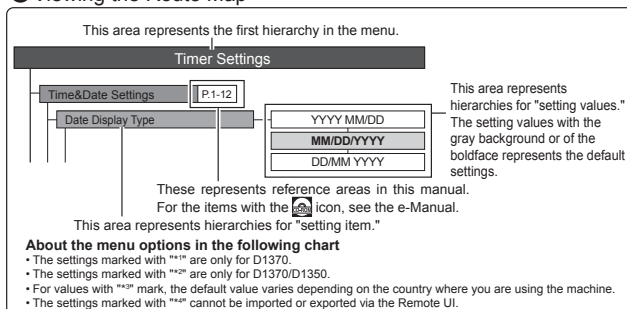 Viewing the Route Map
This area represents the first hierarchy in the menu.
Timer Settings
Time&Date Settings P.1-12
Date Display Type
YYYY MM/DD
MM/DD/YYYY
DD/MM YYYY
This area represents
hierarchies for "setting values."
The setting values with the
gray background or of the
boldface represents the default
settings.
These represents reference areas in this manual.
For the items with the icon, see the e-Manual.
This area represents hierarchies for "setting item."
About the menu options in the following chart
• The settings marked with "*1" are only for D1370.
• The settings marked with "*2" are only for D1370/D1350.
• For values with "*3" mark, the default value varies depending on the country where you are using the machine.
• The settings marked with "*4" cannot be imported or exported via the Remote UI.